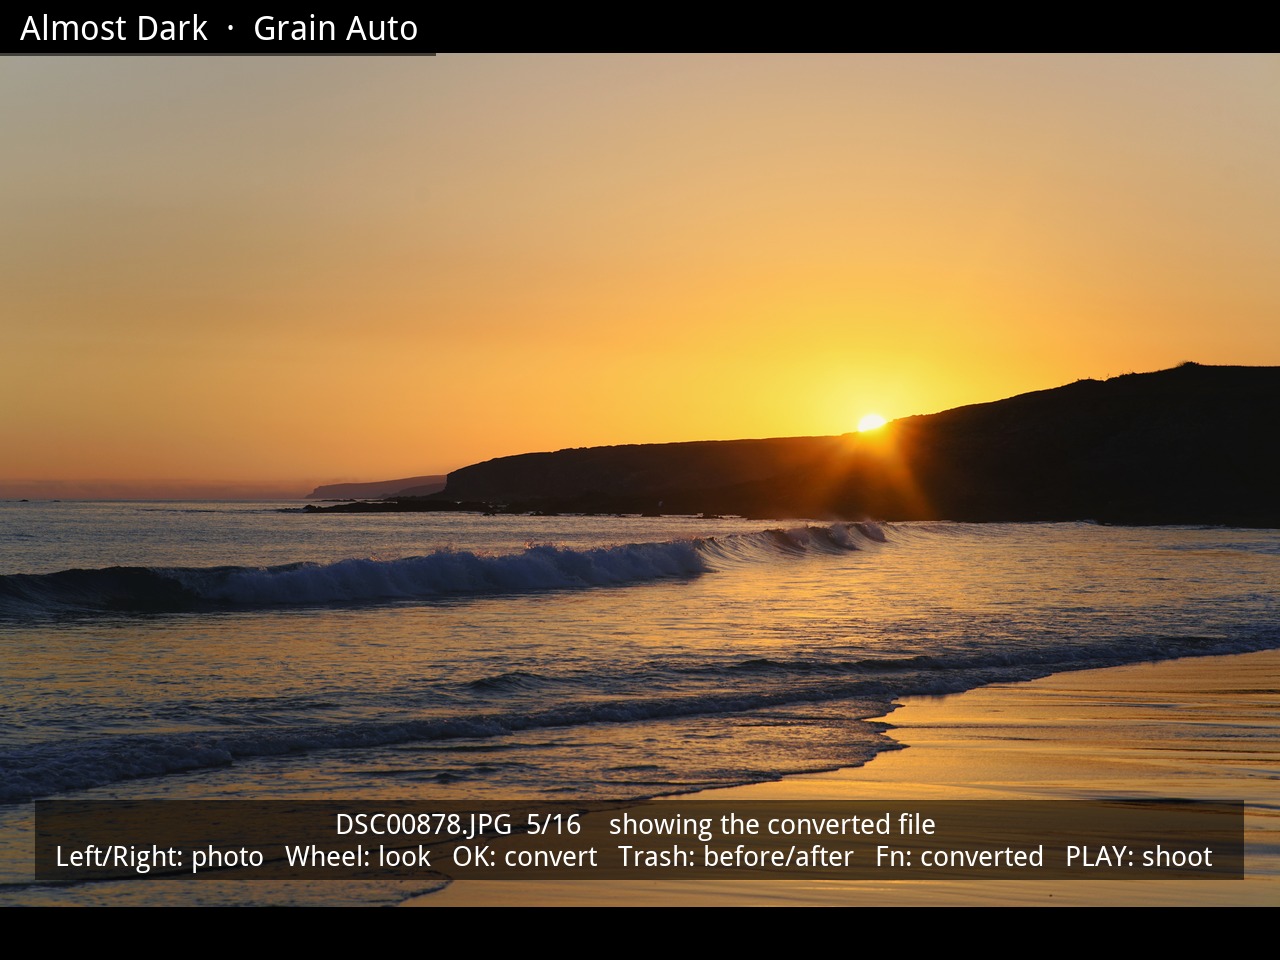 Almost Dark · Grain Auto
DSC00878.JPG 5/16 showing the converted file
Left/Right: photo Wheel: look OK: convert Trash: before/after Fn: converted PLAY: shoot